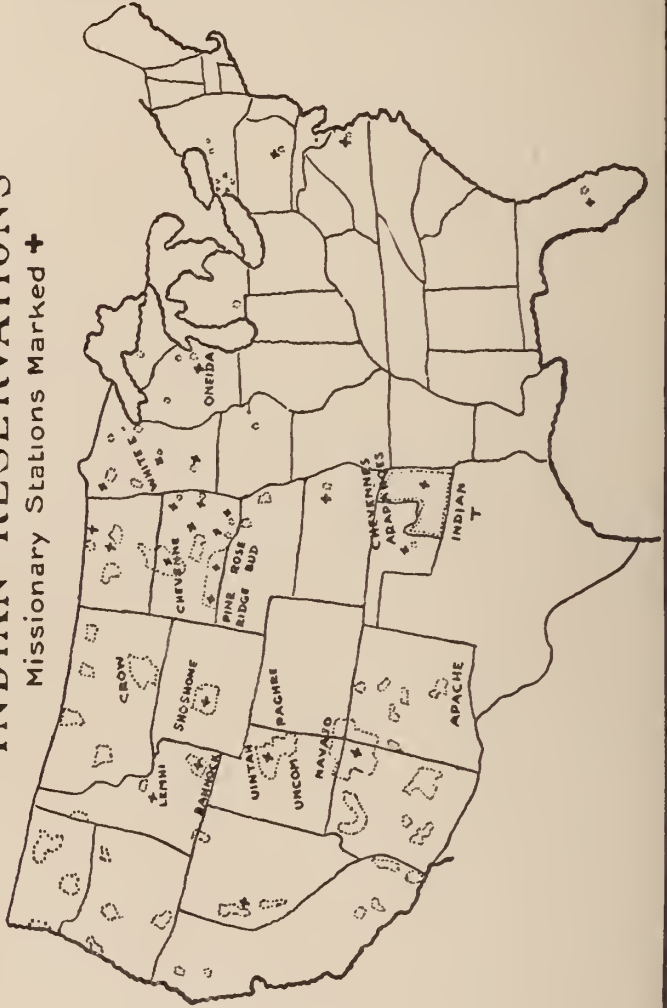 INDIAN RESERVATIONS
Missionary Stations Marked +
WHITE E
ONEIDA
CROW
CHEYENNE
SHOSHONE
LEMHI
BANNOCK
PINE
RIDGE
ROSE
BUD
UINTAH
UNCOM
PAGHRE
NAVAJO
CHEYENNES
ARAPAHOES
INDIAN
T
APACHE